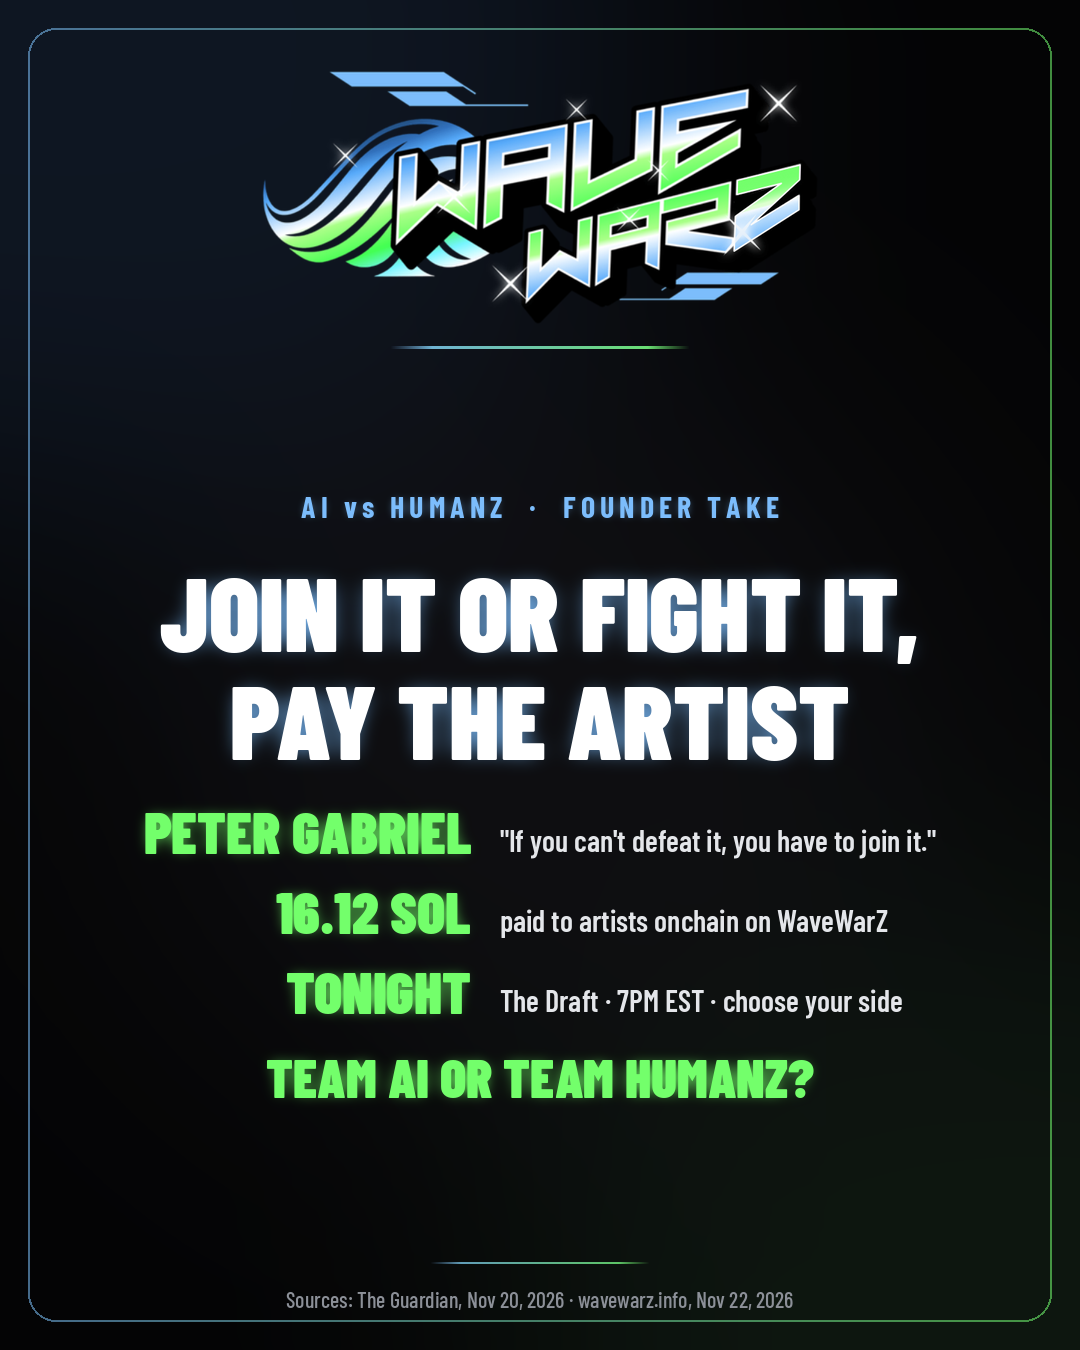 WAVE
WARZ
AI vs HUMANZ · FOUNDER TAKE
JOIN IT OR FIGHT IT,
PAY THE ARTIST
PETER GABRIEL "If you can't defeat it, you have to join it."
16.12 SOL paid to artists onchain on WaveWarZ
TONIGHT The Draft · 7PM EST · choose your side
TEAM AI OR TEAM HUMANZ?
Sources: The Guardian, Nov 20, 2026 · wavewarz.info, Nov 22, 2026